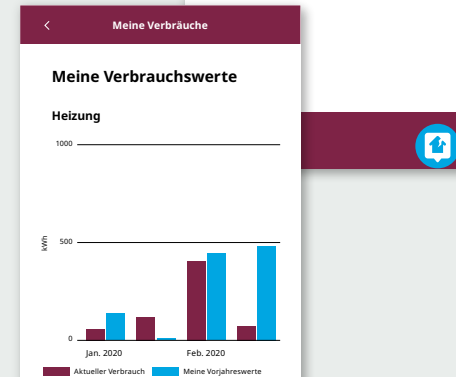 Meine Verbräuche
Meine Verbrauchswerte
Heizung
1000
kWh
500
0
Jan. 2020 Feb. 2020
Aktueller Verbrauch Meine Vorjahreswerte